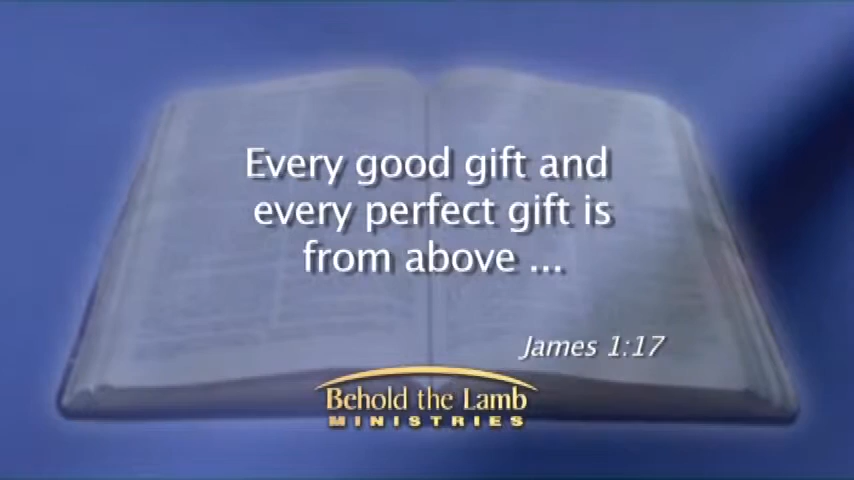 Every good gift and
every perfect gift is
from above ...
James 1:17
Behold the Lamb
MINISTRIES